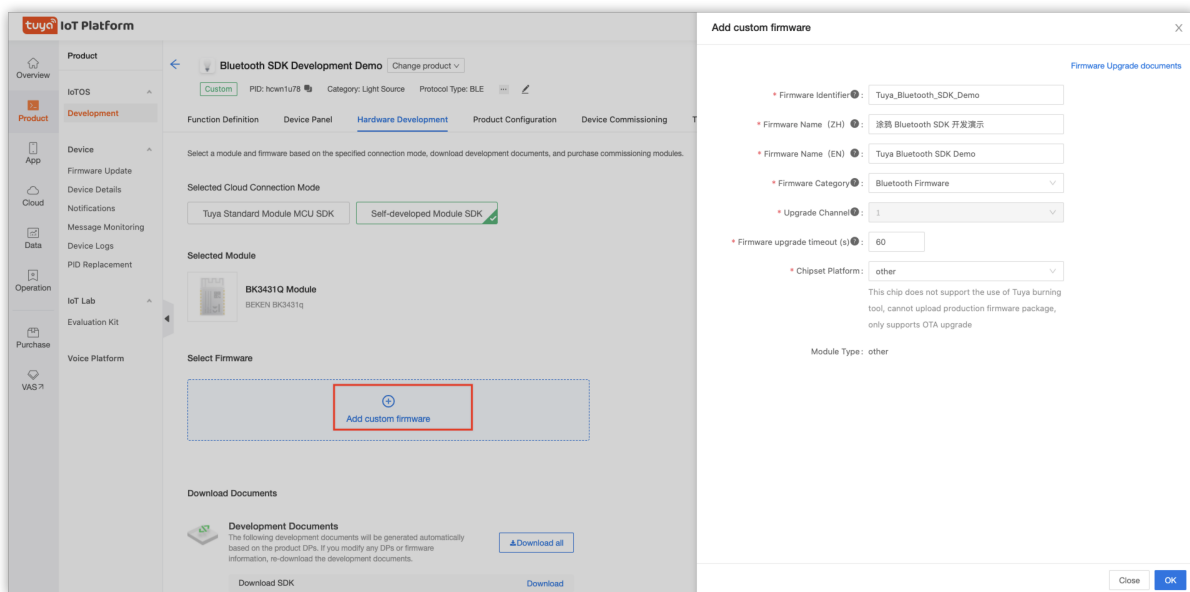 tuya IoT Platform
Overview
Product
App
Cloud
Data
Operation
Purchase
VAS
Product
IoTOS
Development
Device
Firmware Update
Device Details
Notifications
Message Monitoring
Device Logs
PID Replacement
IoT Lab
Evaluation Kit
Voice Platform
Bluetooth SDK Development Demo Change product
Custom PID: hcwn1u78 Category: Light Source Protocol Type: BLE ···
Function Definition Device Panel Hardware Development Product Configuration Device Commissioning T
Select a module and firmware based on the specified connection mode, download development documents, and purchase commissioning modules.
Selected Cloud Connection Mode
Tuya Standard Module MCU SDK Self-developed Module SDK
Selected Module
BK3431Q Module
BEKEN BK3431q
Select Firmware
Add custom firmware
Download Documents
Development Documents
The following development documents will be generated automatically
based on the product DPs. If you modify any DPs or firmware
information, re-download the development documents.
Download all
Download SDK Download
Add custom firmware
Firmware Upgrade documents
* Firmware Identifier : Tuya_Bluetooth_SDK_Demo
* Firmware Name (ZH) : 涂鸦 Bluetooth SDK 开发演示
* Firmware Name (EN) : Tuya Bluetooth SDK Demo
* Firmware Category : Bluetooth Firmware
* Upgrade Channel : 1
* Firmware upgrade timeout (s) : 60
* Chipset Platform : other
This chip does not support the use of Tuya burning
tool, cannot upload production firmware package,
only supports OTA upgrade
Module Type : other
Close OK